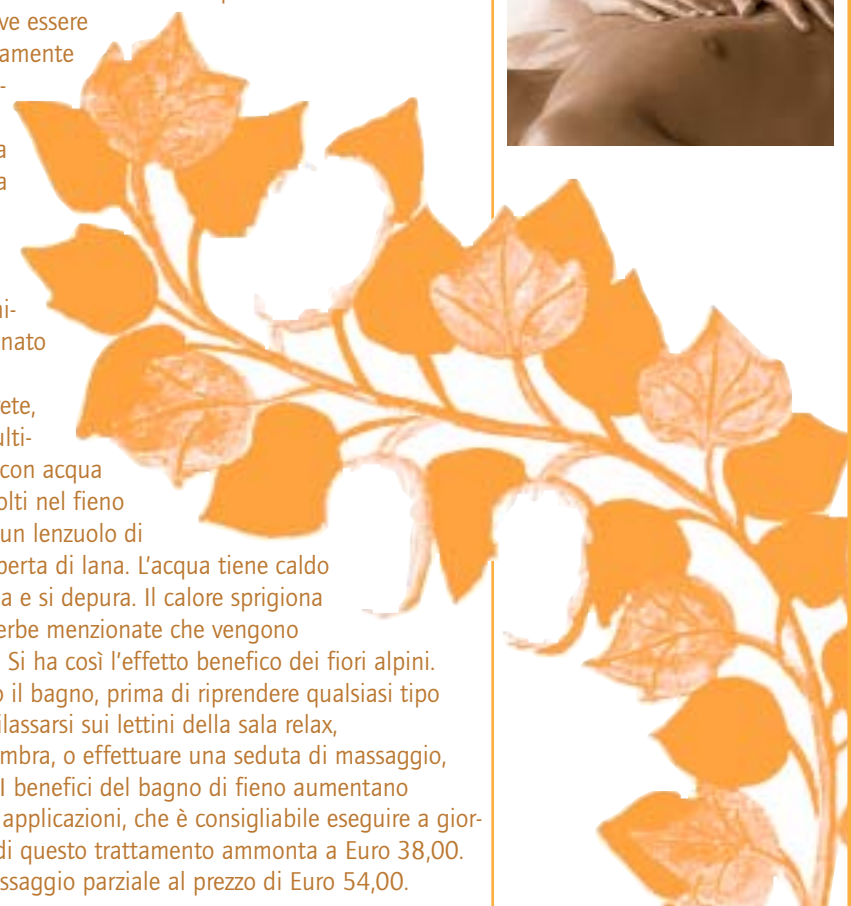 ve essere
amente
-
a
a
ni-
nato
ete,
ulti-
con acqua
olti nel fieno
un lenzuolo di
perta di lana. L'acqua tiene caldo
a e si depura. Il calore sprigiona
erbe menzionate che vengono
Si ha così l'effetto benefico dei fiori alpini.
o il bagno, prima di riprendere qualsiasi tipo
ilassarsi sui lettini della sala relax,
mbra, o effettuare una seduta di massaggio,
I benefici del bagno di fieno aumentano
applicazioni, che è consigliabile eseguire a gior-
di questo trattamento ammonta a Euro 38,00.
ssaggio parziale al prezzo di Euro 54,00.